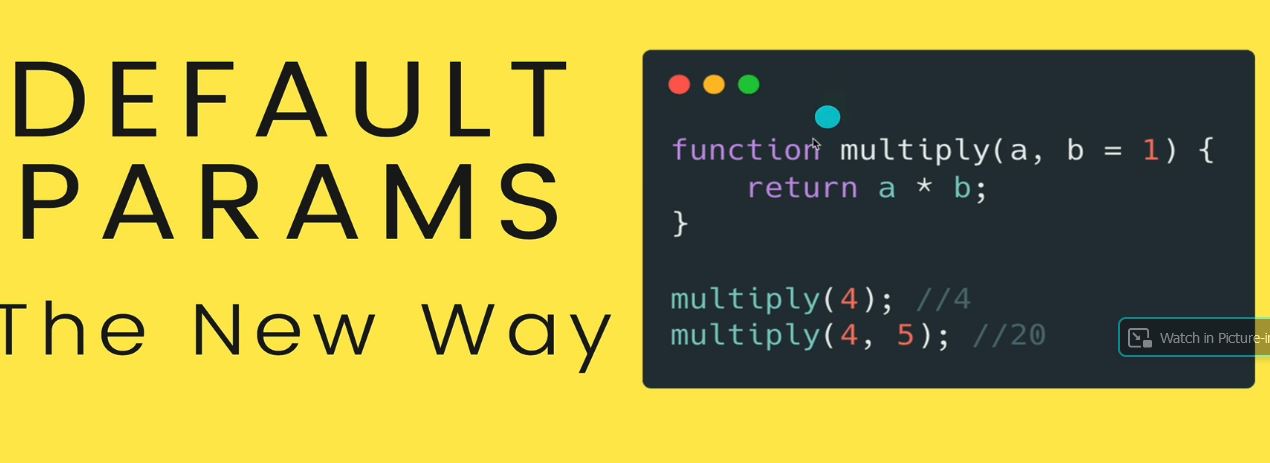 DEFAULT
PARAMS
The New Way
function multiply(a, b = 1) {
    return a * b;
}
multiply(4); //4
multiply(4, 5); //20
Watch in Picture-i